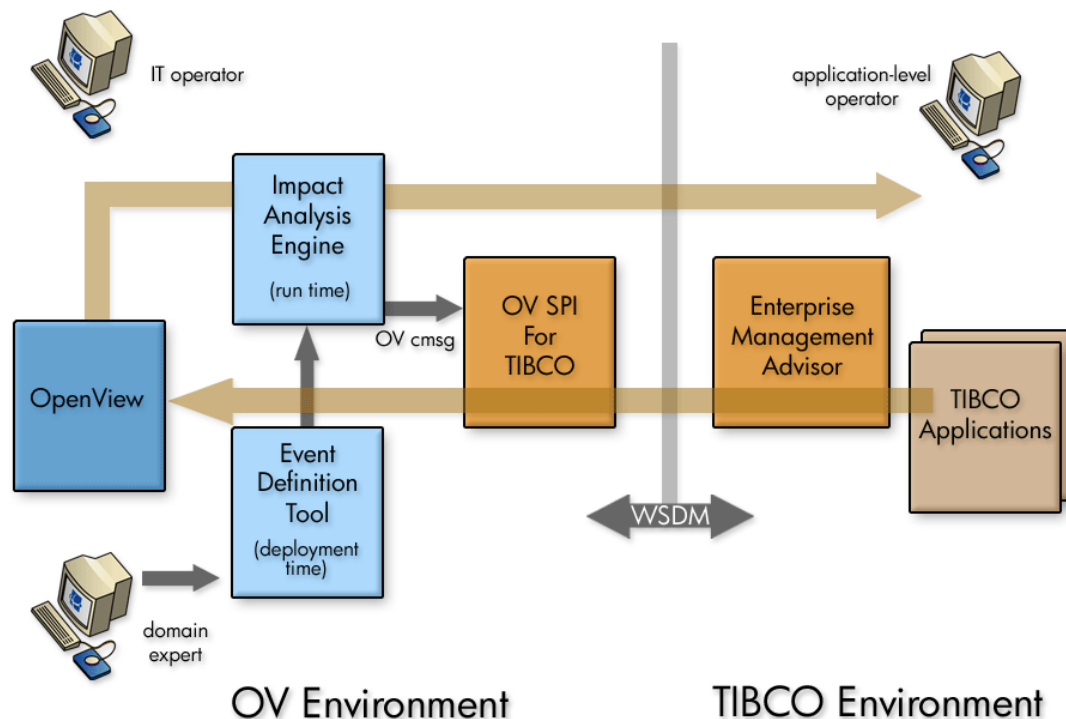 IT operator
application-level
operator
Impact
Analysis
Engine
(run time)
OV cmsg
OV SPI
For
TIBCO
Enterprise
Management
Advisor
OpenView
TIBCO
Applications
Event
Definition
Tool
(deployment
time)
WSDM
domain
expert
OV Environment
TIBCO Environment